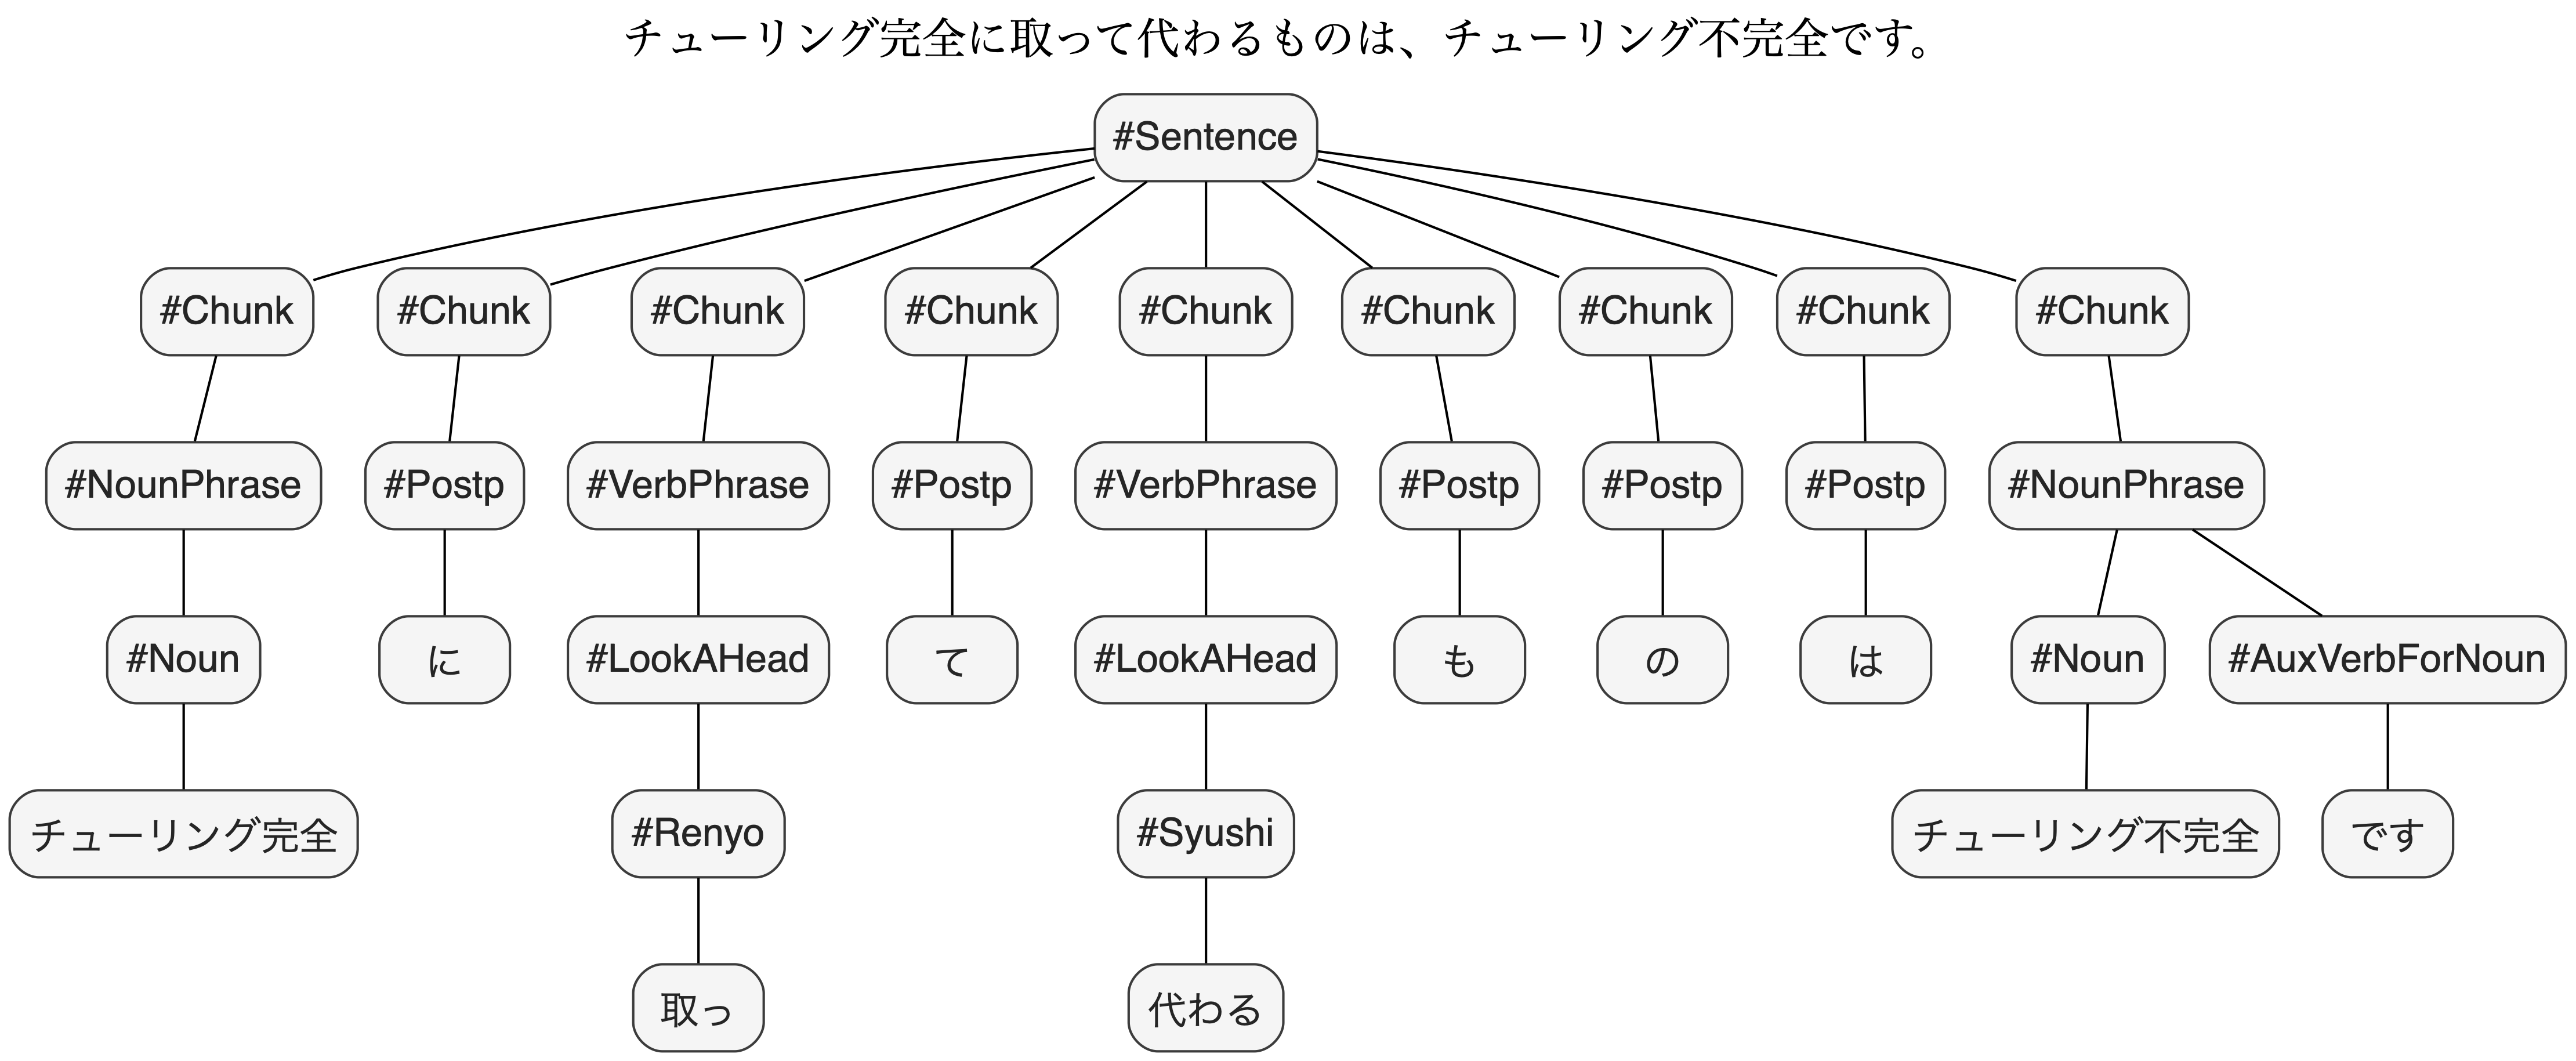 チューリング完全に取って代わるものは、チューリング不完全です。
#Sentence
#Chunk #Chunk #Chunk #Chunk #Chunk #Chunk #Chunk #Chunk #Chunk
#NounPhrase #Postp #VerbPhrase #Postp #VerbPhrase #Postp #Postp #Postp #NounPhrase
#Noun に #LookAHead て #LookAHead も の は #Noun #AuxVerbForNoun
チューリング完全 #Renyo #Syushi チューリング不完全 です
取っ 代わる